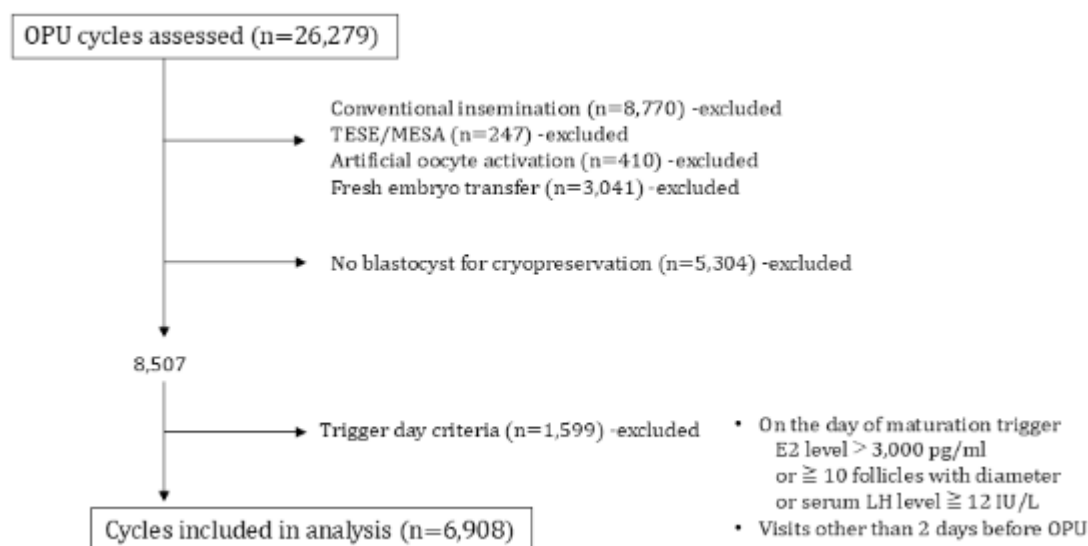 OPU cycles assessed (n=26,279)
Conventional insemination (n=8,770) -excluded
TESE/MESA (n=247) -excluded
Artificial oocyte activation (n=410) -excluded
Fresh embryo transfer (n=3,041) -excluded
No blastocyst for cryopreservation (n=5,304) -excluded
8,507
Trigger day criteria (n=1,599) -excluded
• On the day of maturation trigger
E2 level > 3,000 pg/ml
or ≧ 10 follicles with diameter
or serum LH level ≧ 12 IU/L
• Visits other than 2 days before OPU
Cycles included in analysis (n=6,908)